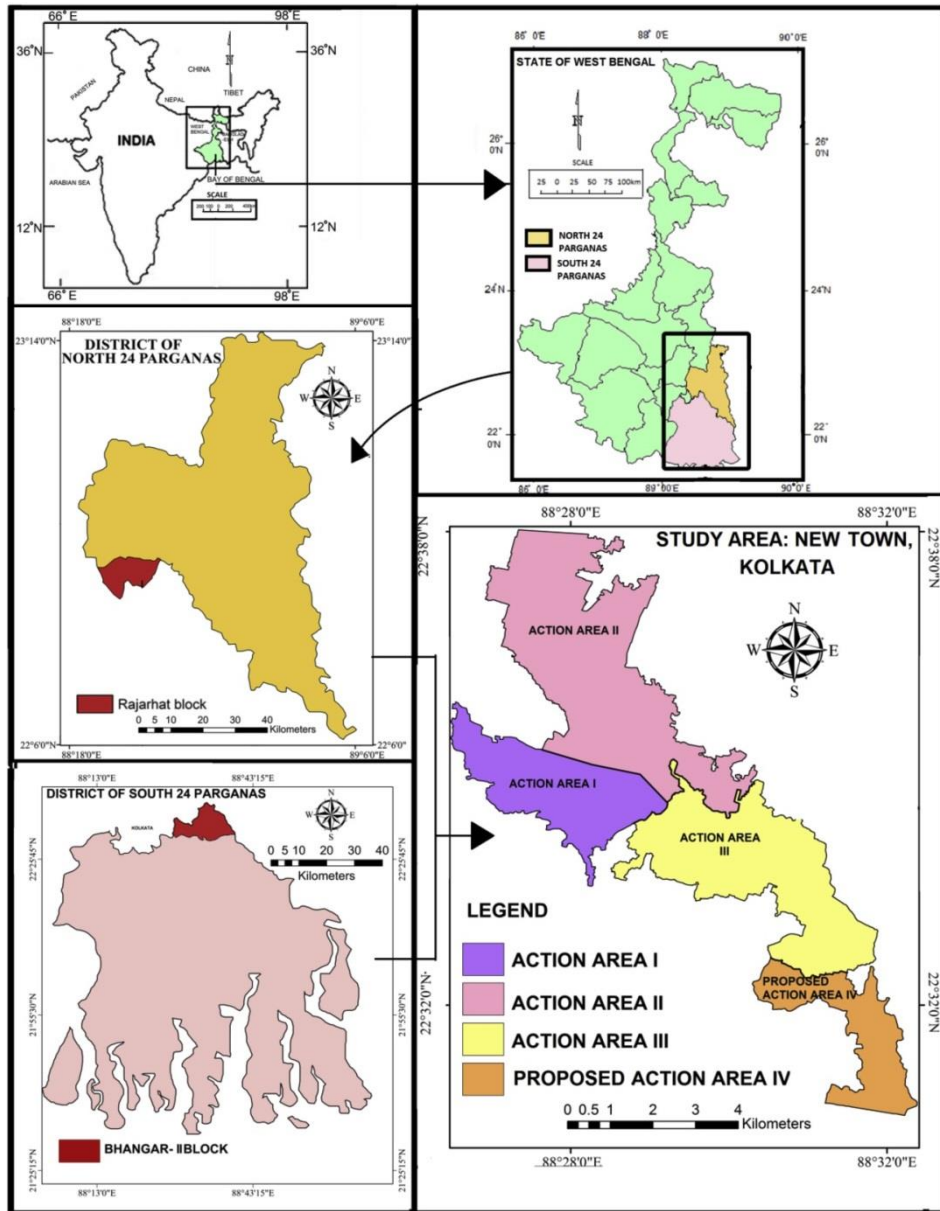 66˚E
98˚E
36˚N
36˚N
N
CHINA
PAKISTAN
NEPAL
TIBET
INDIA
WEST
BENGAL
ARABIAN SEA
BAY OF BENGAL
SCALE
12˚N
12˚N
66˚E
98˚E
88˚0'E
90˚0'E
STATE OF WEST BENGAL
N
SCALE
25 0 25 50 75 100km
26˚
0'N
26˚
0'N
NORTH 24
PARGANAS
SOUTH 24
PARGANAS
24˚N
24˚N
22˚
0'N
22˚
0'N
90˚0'E
88˚18'0"E
89˚6'0"E
23˚14'0"N
23˚14'0"N
DISTRICT OF
NORTH 24 PARGANAS
N
W
E
S
Rajarhat block
0 5 10 20 30 40
Kilometers
22˚6'0"N
22˚6'0"N
88˚18'0"E
89˚6'0"E
88˚13'0"E
88˚43'15"E
DISTRICT OF SOUTH 24 PARGANAS
KOLKATA
N
W
E
S
0 5 10 20 30 40
Kilometers
22˚25'45"N
22˚25'45"N
21˚55'30"N
21˚55'30"N
BHANGAR- IIBLOCK
21˚25'15"N
21˚25'15"N
88˚13'0"E
88˚43'15"E
88˚28'0"E
88˚32'0"E
22˚38'0"N
22˚38'0"N
STUDY AREA: NEW TOWN,
KOLKATA
N
W
E
S
ACTION AREA II
ACTION AREA I
ACTION AREA
III
PROPOSED
ACTION AREA IV
LEGEND
ACTION AREA I
ACTION AREA II
ACTION AREA III
PROPOSED ACTION AREA IV
0 0.5 1 2 3 4
Kilometers
22˚32'0"N
22˚32'0"N
88˚28'0"E
88˚32'0"E